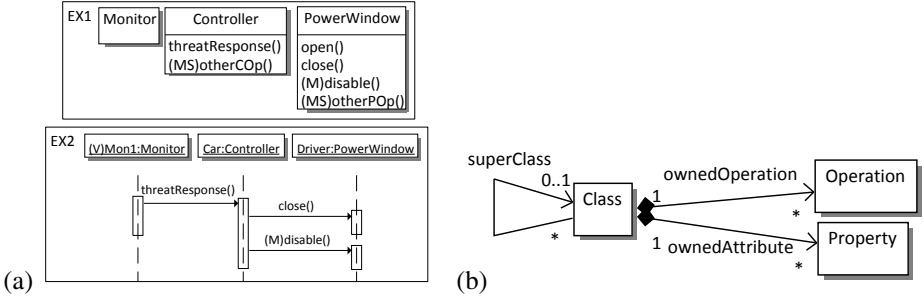 EX1
Monitor
Controller
PowerWindow
threatResponse()
(MS)otherCOp()
open()
close()
(M)disable()
(MS)otherPOp()
EX2
(V)Mon1:Monitor
Car:Controller
Driver:PowerWindow
threatResponse()
close()
(M)disable()
(a)
superClass
0..1
Class
*
1
ownedOperation
*
Operation
1
ownedAttribute
*
Property
(b)